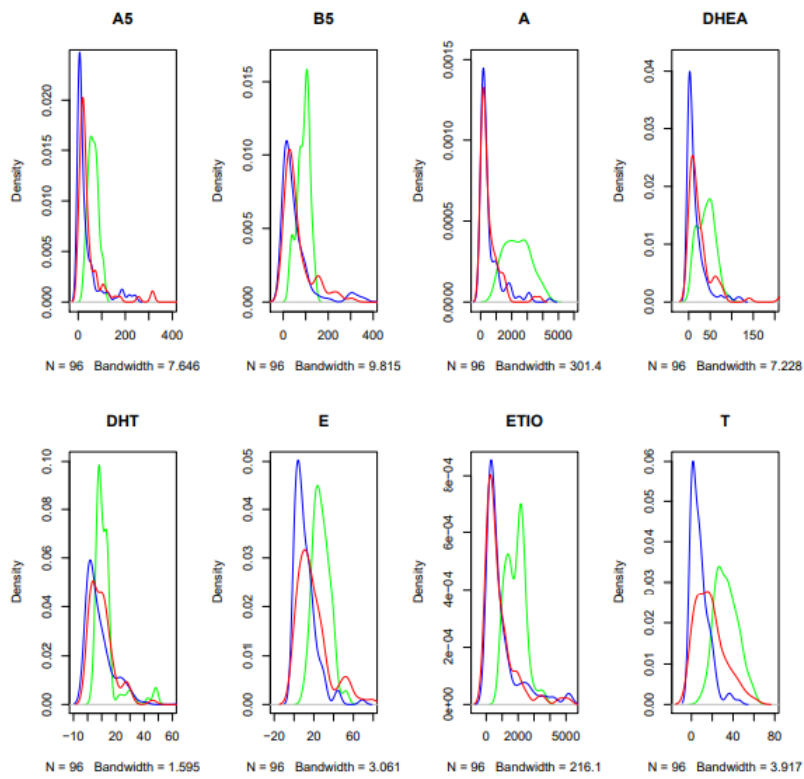 A5 B5 A DHEA
Density Density Density Density
0.000 0.005 0.010 0.015 0.020
0.000 0.005 0.010 0.015
0.0000 0.0005 0.0010 0.0015
0.00 0.01 0.02 0.03 0.04
0 200 400 0 200 400 0 2000 5000 0 50 150
N = 96 Bandwidth = 7.646 N = 96 Bandwidth = 9.815 N = 96 Bandwidth = 301.4 N = 96 Bandwidth = 7.228
DHT E ETIO T
Density Density Density Density
0.00 0.02 0.04 0.06 0.08 0.10
0.00 0.01 0.02 0.03 0.04 0.05
0e+00 2e-04 4e-04 6e-04 8e-04
0.00 0.01 0.02 0.03 0.04 0.05 0.06
-10 0 20 40 60 -20 20 60 0 2000 5000 0 40 80
N = 96 Bandwidth = 1.595 N = 96 Bandwidth = 3.061 N = 96 Bandwidth = 216.1 N = 96 Bandwidth = 3.917